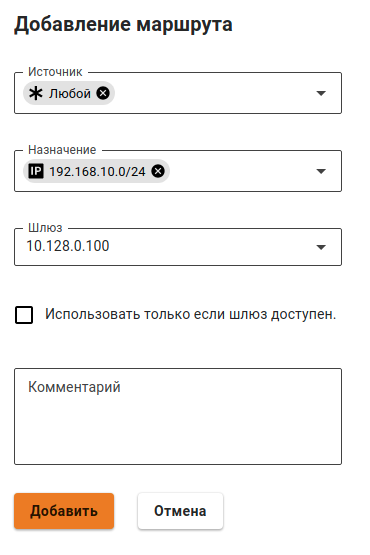 Добавление маршрута
Источник
Любой
Назначение
IP 192.168.10.0/24
Шлюз
10.128.0.100
Использовать только если шлюз доступен.
Комментарий
Добавить Отмена